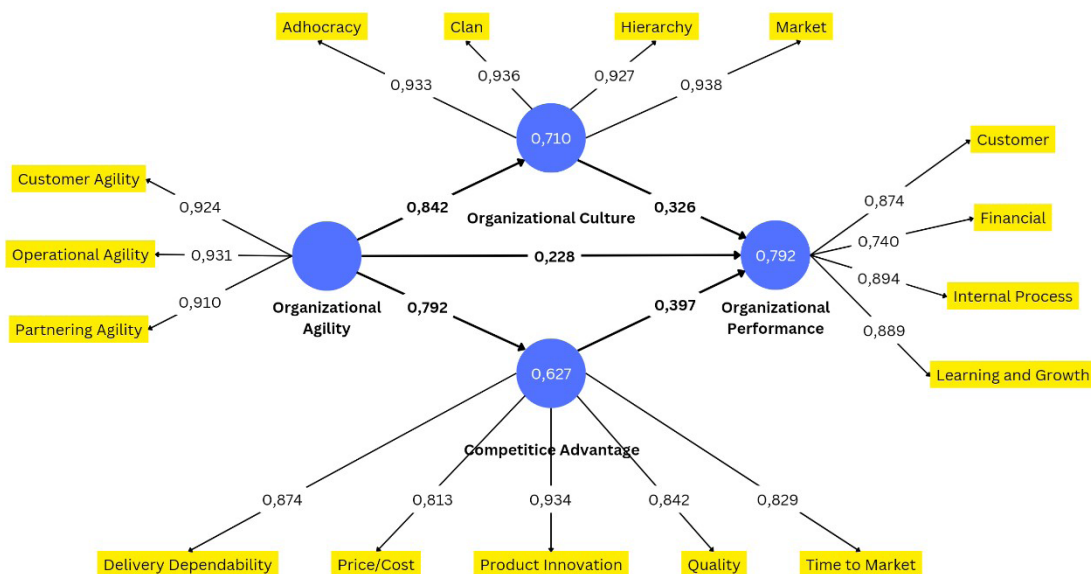 Adhocracy
Clan
Hierarchy
Market
0,933
0,936
0,927
0,938
0,710
Customer
Customer Agility
0,924
0,874
0,842
Organizational Culture
0,326
Financial
Operational Agility
0,931
0,228
0,792
0,740
0,894
Internal Process
0,910
Organizational
Agility
0,792
0,397
Organizational
Performance
Partnering Agility
0,889
0,627
Learning and Growth
Competitice Advantage
0,874
0,813
0,934
0,842
0,829
Delivery Dependability
Price/Cost
Product Innovation
Quality
Time to Market